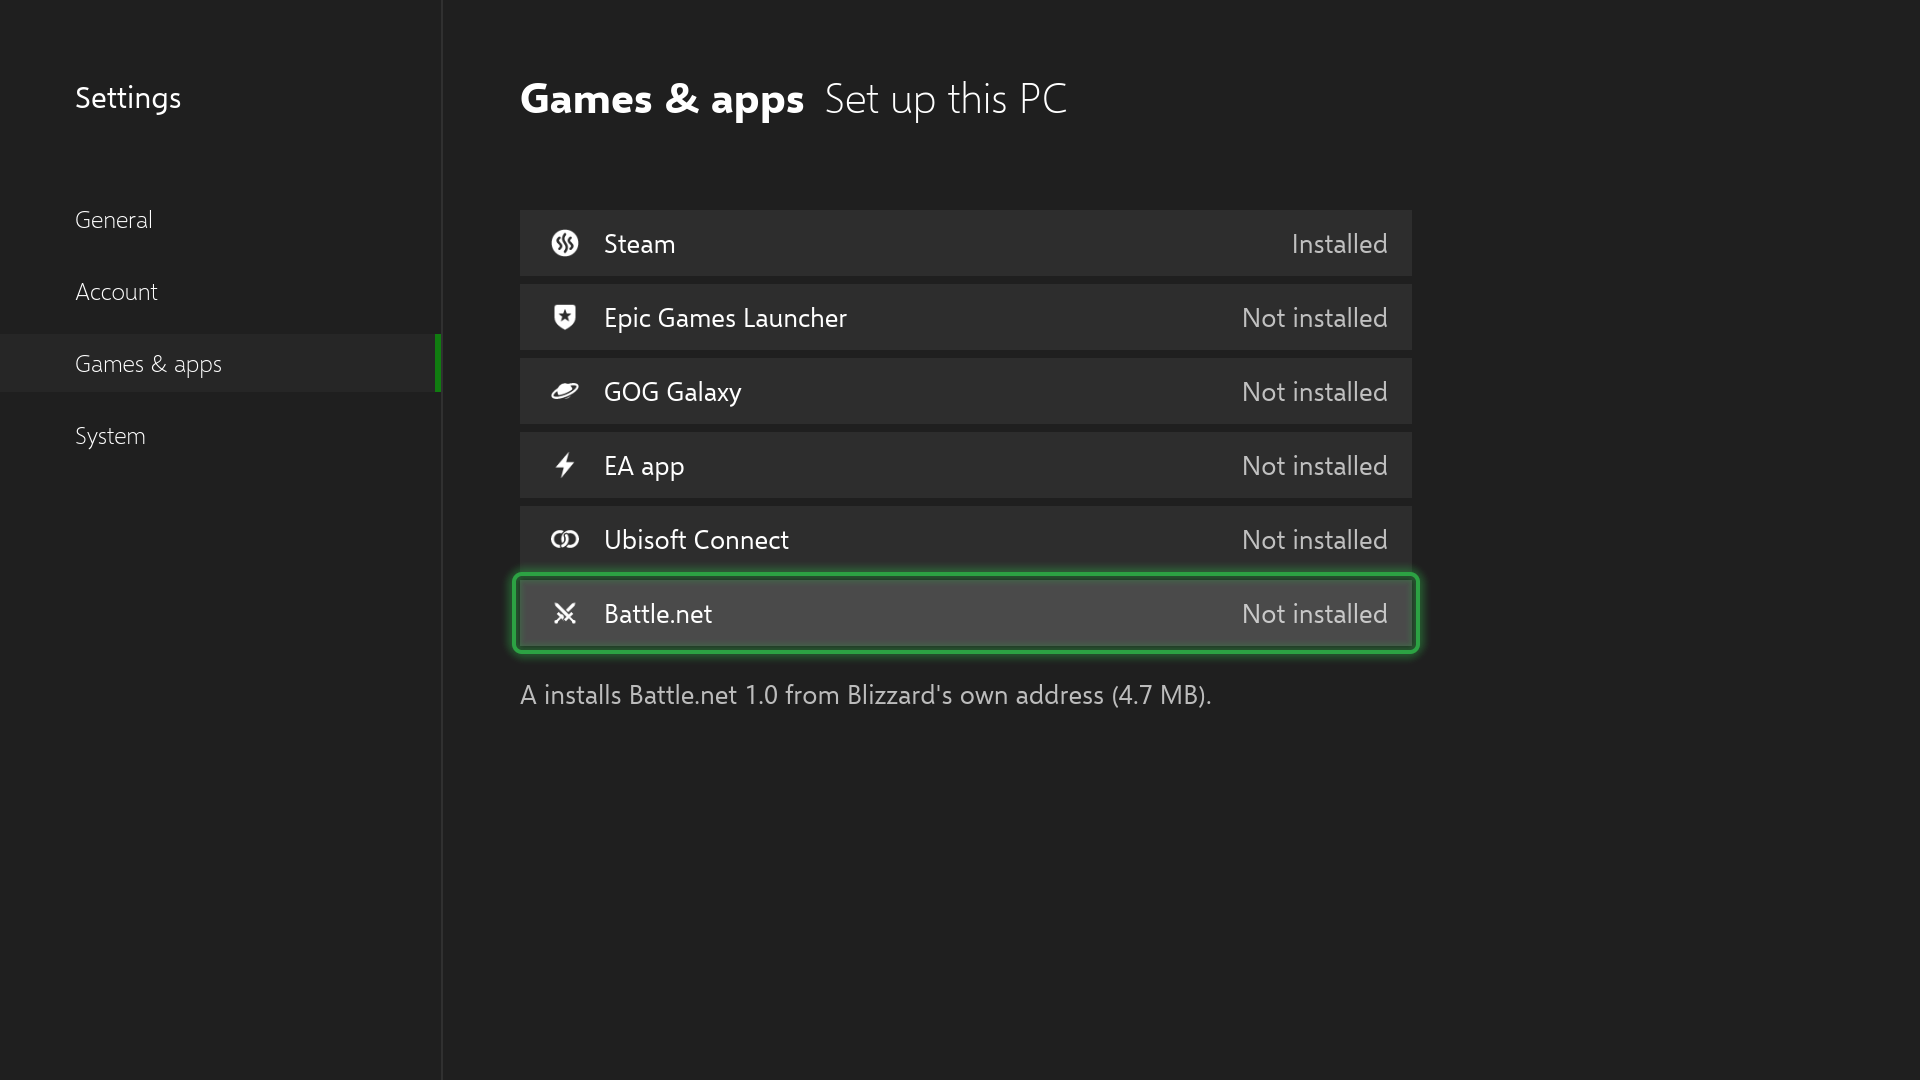 Settings
General
Account
Games & apps
System
Games & apps Set up this PC
Steam Installed
Epic Games Launcher Not installed
GOG Galaxy Not installed
EA app Not installed
Ubisoft Connect Not installed
Battle.net Not installed
A installs Battle.net 1.0 from Blizzard's own address (4.7 MB).